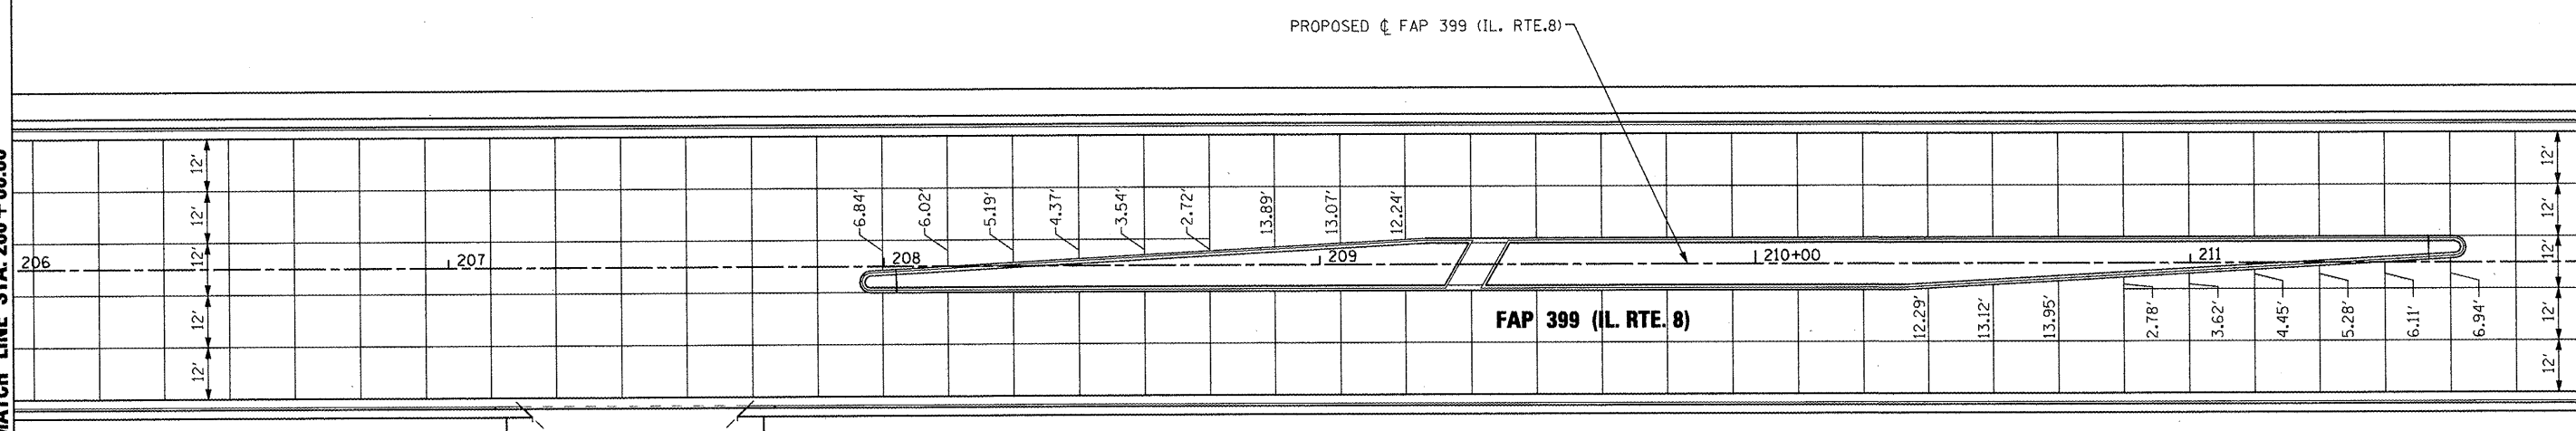 PROPOSED ℄ FAP 399 (IL. RTE.8)
MATCH LINE STA.
12' 12' 12' 12' 12'
206 207 208 209 210+00 211
6.84' 6.02' 5.19' 4.37' 3.54' 2.72' 13.89' 13.07' 12.24'
FAP 399 (IL. RTE. 8)
12.29' 13.12' 13.95' 2.78' 3.62' 4.45' 5.28' 6.11' 6.94'
12' 12' 12' 12' 12'